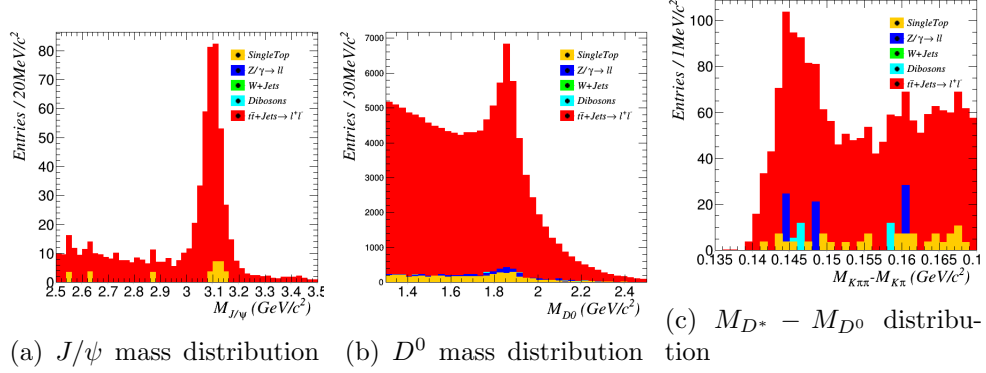 Entries / 20MeV/c²
80
70
60
50
40
30
20
10
0
2.5 2.6 2.7 2.8 2.9 3 3.1 3.2 3.3 3.4 3.5
M_J/ψ (GeV/c²)
SingleTop
Z/γ→ ll
W+Jets
Dibosons
tt̄+Jets→ l⁺l⁻
Entries / 30MeV/c²
7000
6000
5000
4000
3000
2000
1000
0
1.4 1.6 1.8 2 2.2 2.4
M_D0 (GeV/c²)
SingleTop
Z/γ→ ll
W+Jets
Dibosons
tt̄+Jets→ l⁺l⁻
Entries / 1MeV/c²
100
80
60
40
20
0
0.135 0.14 0.145 0.15 0.155 0.16 0.165 0.1
M_Kππ-M_Kπ (GeV/c²)
SingleTop
Z/γ→ ll
W+Jets
Dibosons
tt̄+Jets→ l⁺l⁻
(a) J/ψ mass distribution
(b) D⁰ mass distribution
(c) M_D* − M_D⁰ distribu-
tion